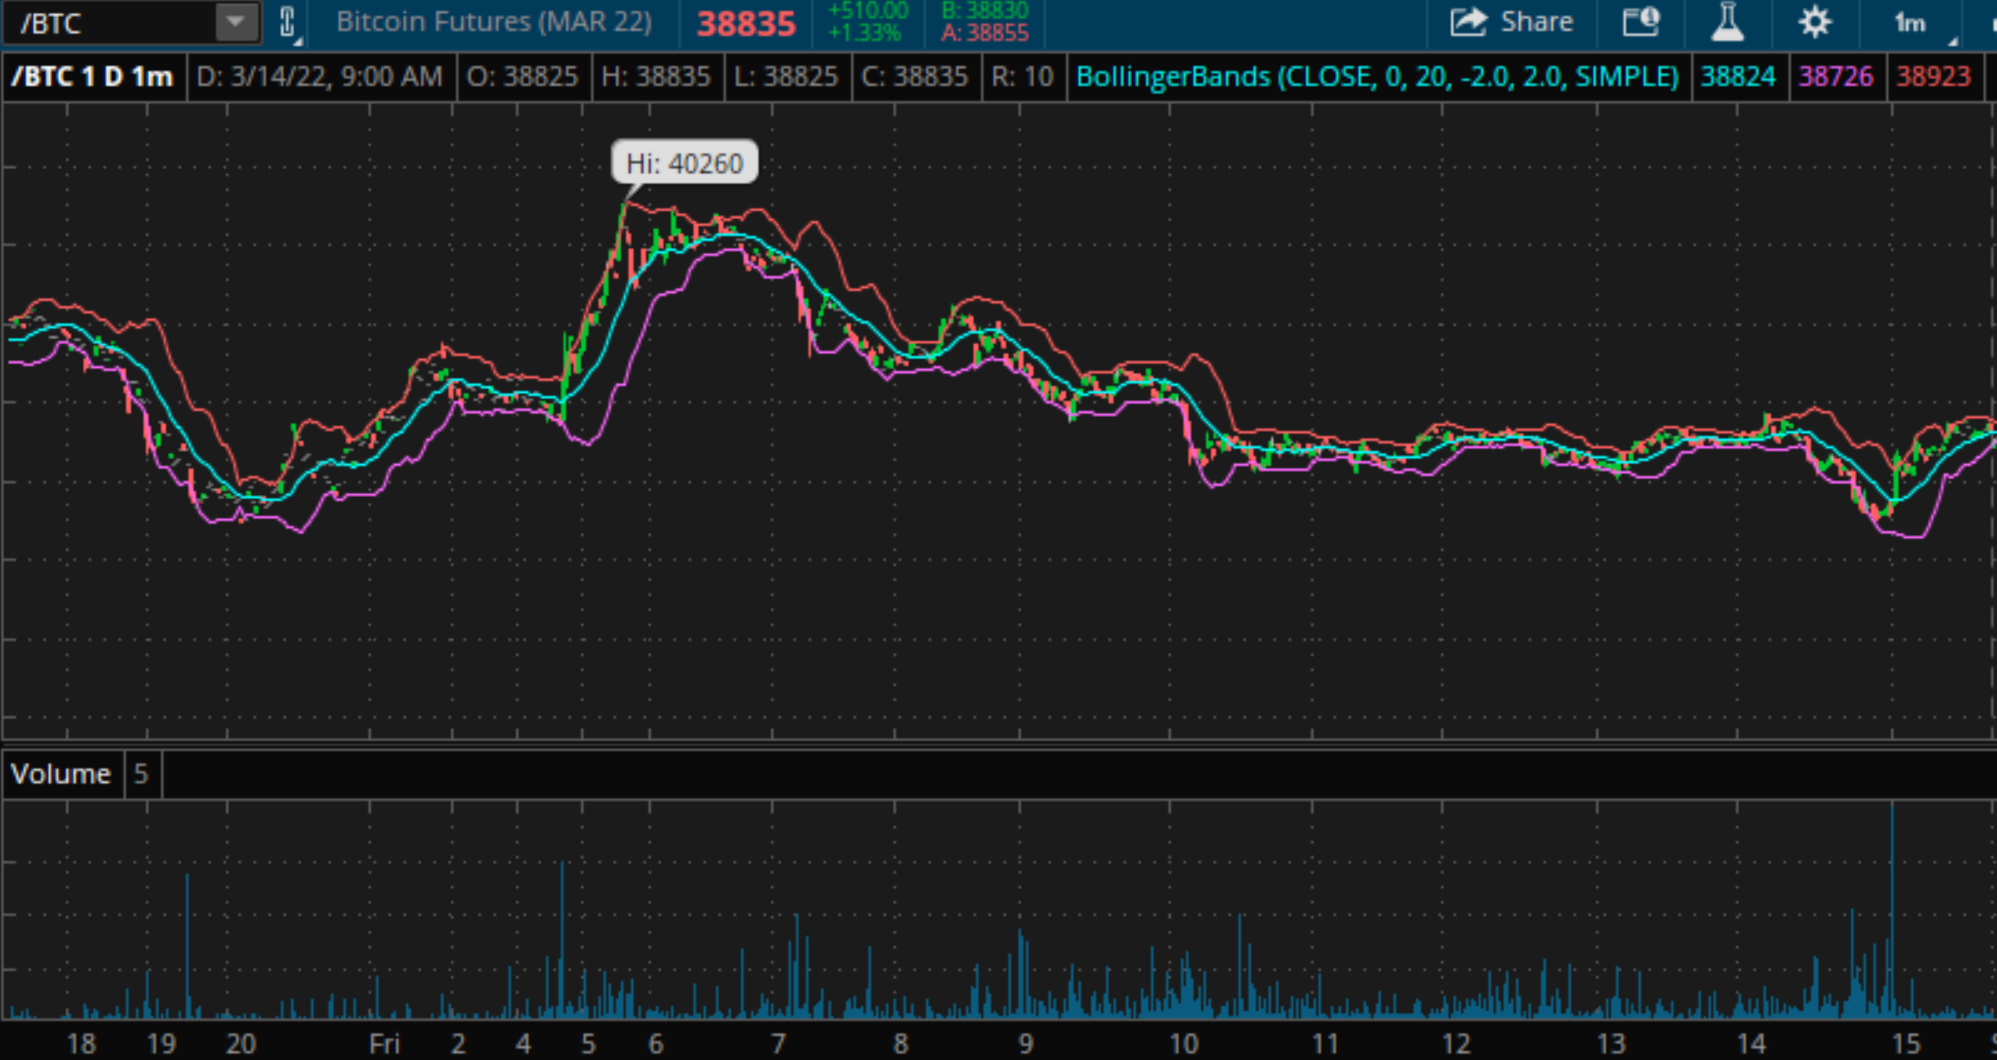 /BTC Bitcoin Futures (MAR 22) 38835 +510.00 B: 38830 Share 1m
+1.33% A: 38855
/BTC 1 D 1m D: 3/14/22, 9:00 AM O: 38825 H: 38835 L: 38825 C: 38835 R: 10 BollingerBands (CLOSE, 0, 20, -2.0, 2.0, SIMPLE) 38824 38726 38923
Hi: 40260
Volume 5
18 19 20 Fri 2 4 5 6 7 8 9 10 11 12 13 14 15